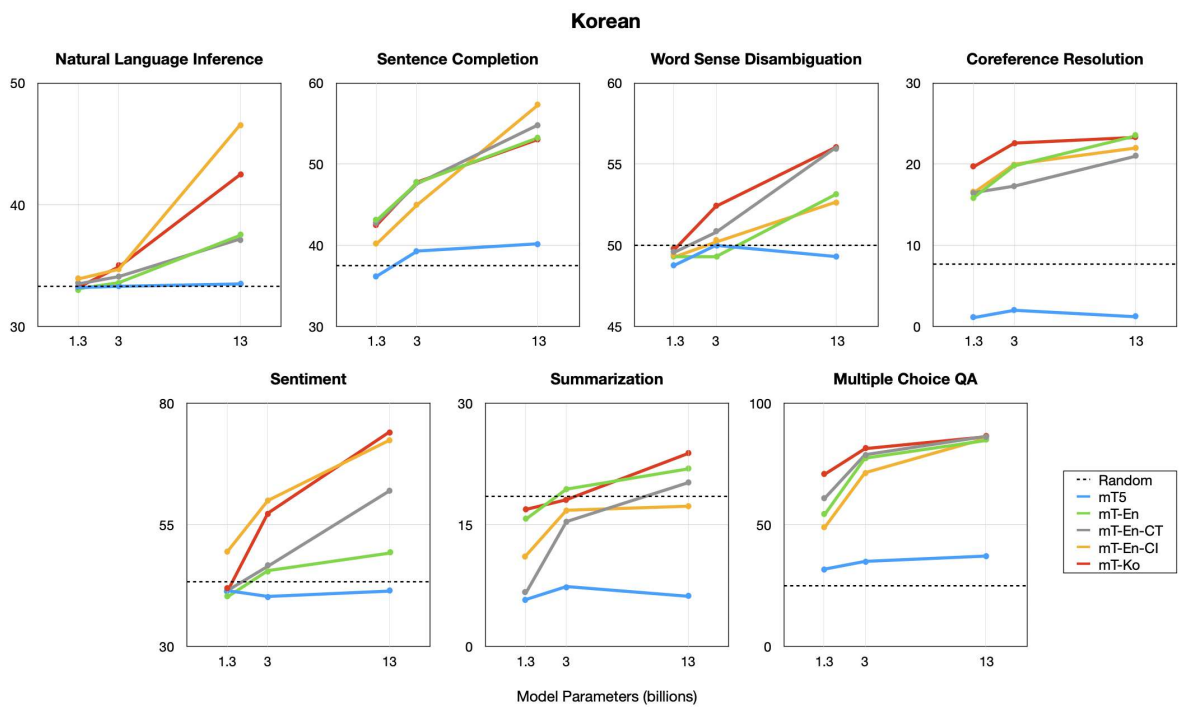 Korean
Natural Language Inference
50
40
30
1.3 3 13
Sentence Completion
60
50
40
30
1.3 3 13
Word Sense Disambiguation
60
55
50
45
1.3 3 13
Coreference Resolution
30
20
10
0
1.3 3 13
Sentiment
80
55
30
1.3 3 13
Summarization
30
15
0
1.3 3 13
Multiple Choice QA
100
50
0
1.3 3 13
Random
mT5
mT-En
mT-En-CT
mT-En-CI
mT-Ko
Model Parameters (billions)